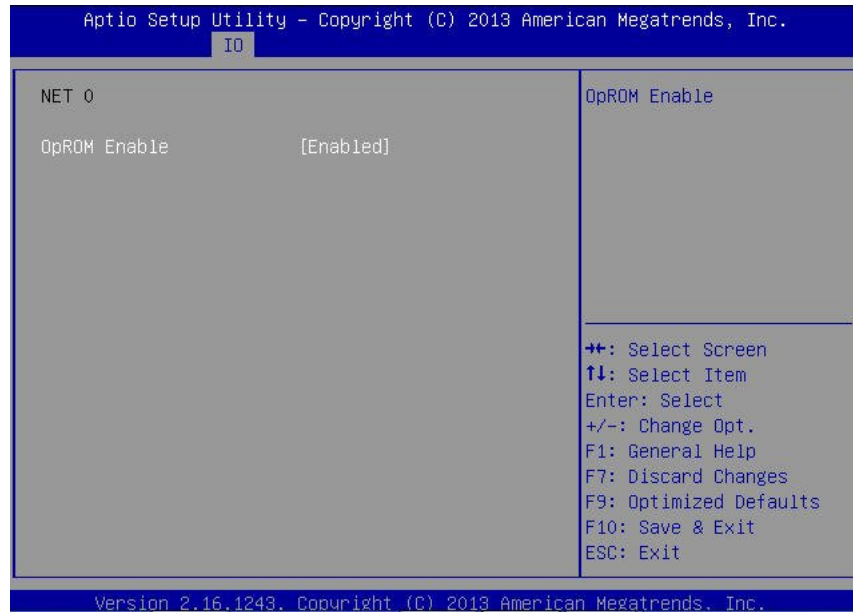 Aptio Setup Utility – Copyright (C) 2013 American Megatrends, Inc.
IO
NET 0
OpROM Enable [Enabled]
OpROM Enable
→←: Select Screen
↑↓: Select Item
Enter: Select
+/-: Change Opt.
F1: General Help
F7: Discard Changes
F9: Optimized Defaults
F10: Save & Exit
ESC: Exit
Version 2.16.1243. Copyright (C) 2013 American Megatrends, Inc.